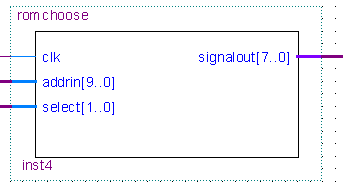 romchoose
clk signalout[7..0]
addrin[9..0]
select[1..0]
inst4